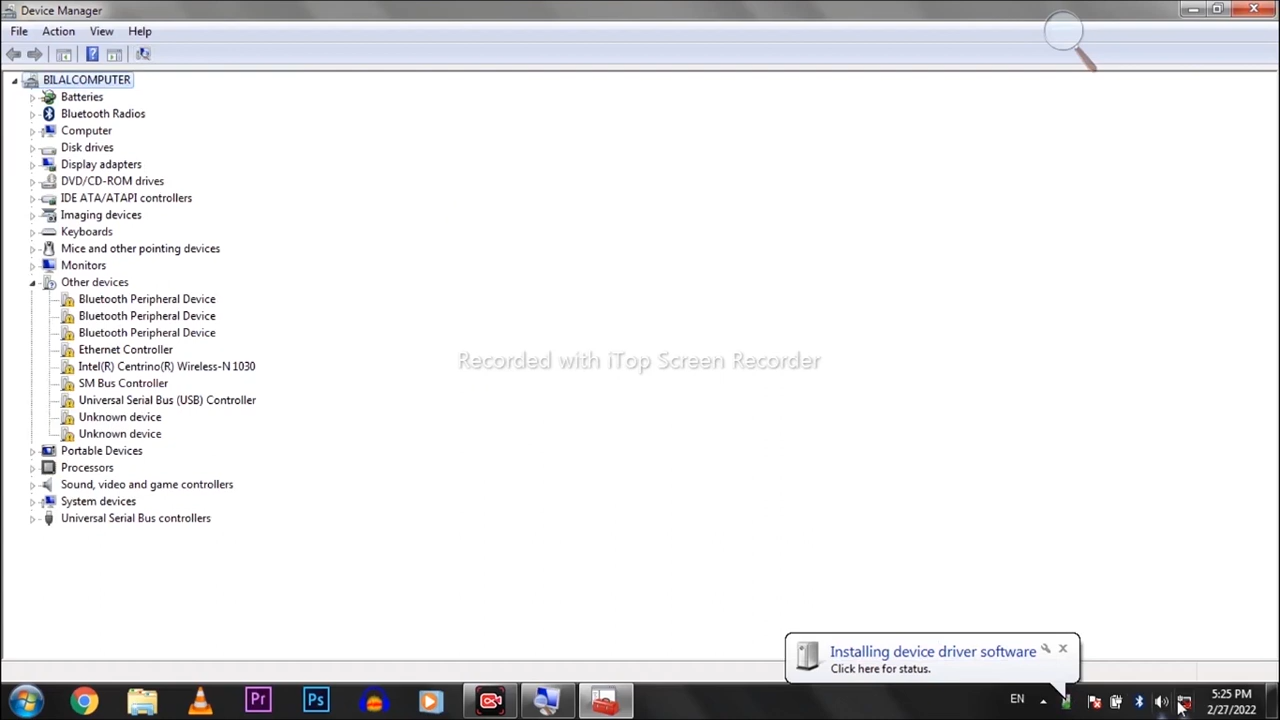 Device Manager
File Action View Help
BILALCOMPUTER
Batteries
Bluetooth Radios
Computer
Disk drives
Display adapters
DVD/CD-ROM drives
IDE ATA/ATAPI controllers
Imaging devices
Keyboards
Mice and other pointing devices
Monitors
Other devices
Bluetooth Peripheral Device
Bluetooth Peripheral Device
Bluetooth Peripheral Device
Ethernet Controller
Intel(R) Centrino(R) Wireless-N 1030
SM Bus Controller
Universal Serial Bus (USB) Controller
Unknown device
Unknown device
Portable Devices
Processors
Sound, video and game controllers
System devices
Universal Serial Bus controllers
Recorded with iTop Screen Recorder
Installing device driver software
Click here for status.
Pr
Ps
EN
5:25 PM
2/27/2022